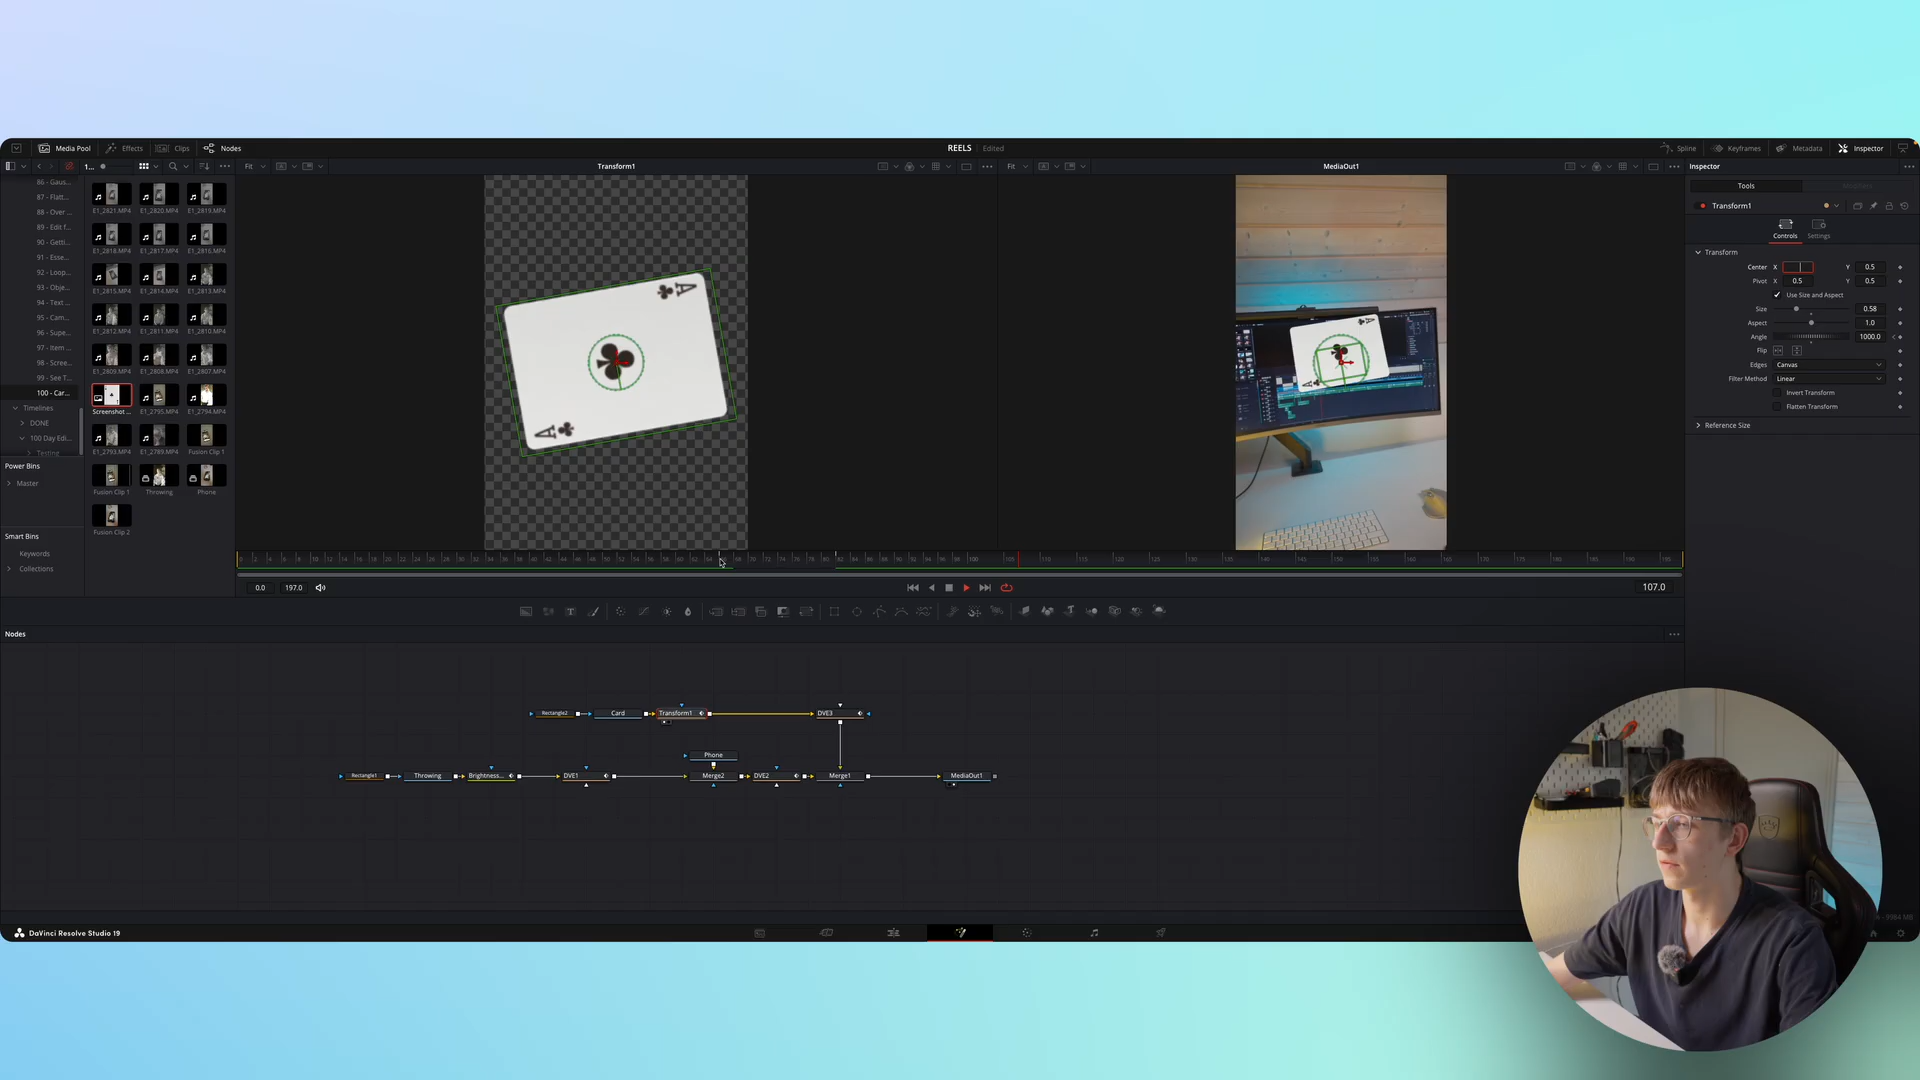 Media Pool Effects Clips Nodes REELS Edited Spline Keyframes Metadata Inspector
1... Fit Transform1 Fit MediaOut1 Inspector
86 - Gaus...
87 - Flatt...
88 - Over ...
89 - Edit f...
90 - Getti...
91 - Esse...
92 - Loop...
93 - Obje...
94 - Text ...
95 - Cam...
96 - Supe...
97 - Item ...
98 - Scree...
99 - See T...
100 - Car...
Timelines
DONE
100 Day Edi...
Testing
Power Bins
Master
Smart Bins
Keywords
Collections
E1_2821.MP4 E1_2820.MP4 E1_2819.MP4
E1_2818.MP4 E1_2817.MP4 E1_2816.MP4
E1_2815.MP4 E1_2814.MP4 E1_2813.MP4
E1_2812.MP4 E1_2811.MP4 E1_2810.MP4
E1_2809.MP4 E1_2808.MP4 E1_2807.MP4
Screenshot ... E1_2795.MP4 E1_2794.MP4
E1_2793.MP4 E1_2789.MP4 Fusion Clip 1
Fusion Clip 1 Throwing Phone
Fusion Clip 2
A
A
A
A
Tools
Transform1
Controls Settings
Transform
Center X Y 0.5
Pivot X 0.5 Y 0.5
Use Size and Aspect
Size 0.58
Aspect 1.0
Angle 1000.0
Flip
Edges Canvas
Filter Method Linear
Invert Transform
Flatten Transform
Reference Size
0.0 197.0 107.0
Nodes
Rectangle2 Card Transform1 DVE3
Phone
Rectangle1 Throwing Brightness... DVE1 Merge2 DVE2 Merge1 MediaOut1
DaVinci Resolve Studio 19